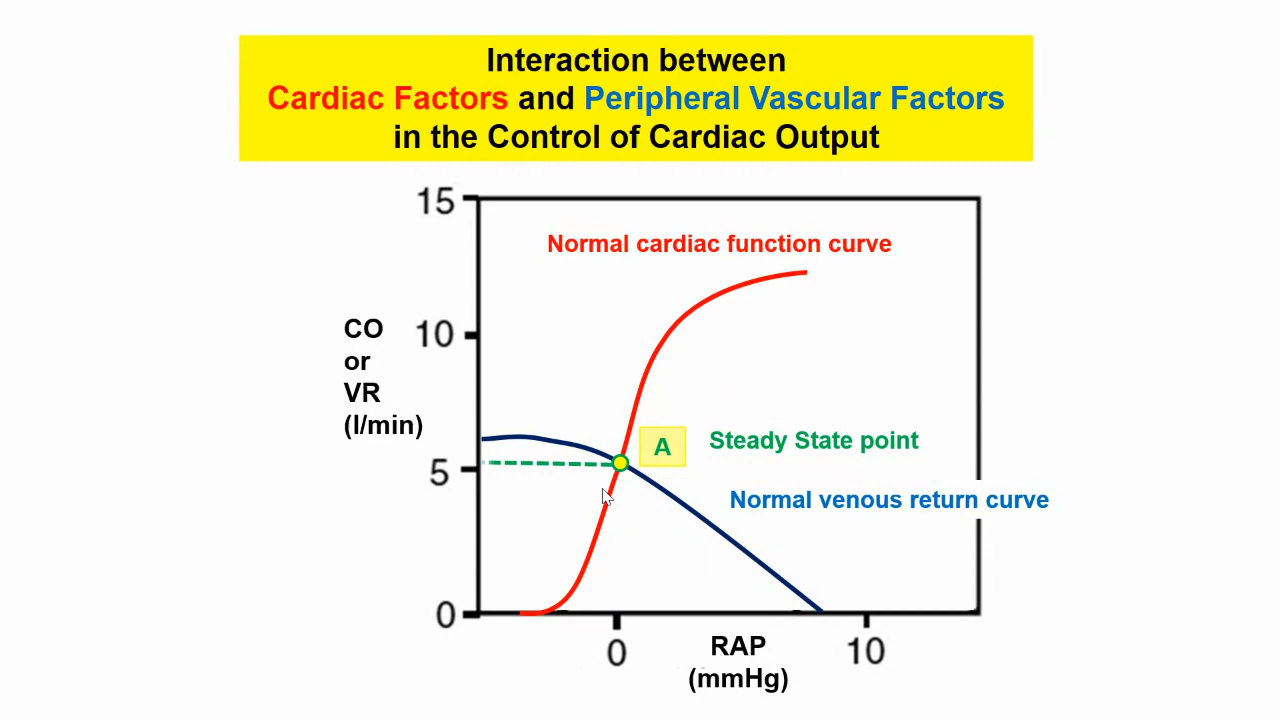 Interaction between
Cardiac Factors and Peripheral Vascular Factors
in the Control of Cardiac Output
15
Normal cardiac function curve
CO
or
VR
(l/min)
10
A
Steady State point
5
Normal venous return curve
0
0
RAP
(mmHg)
10